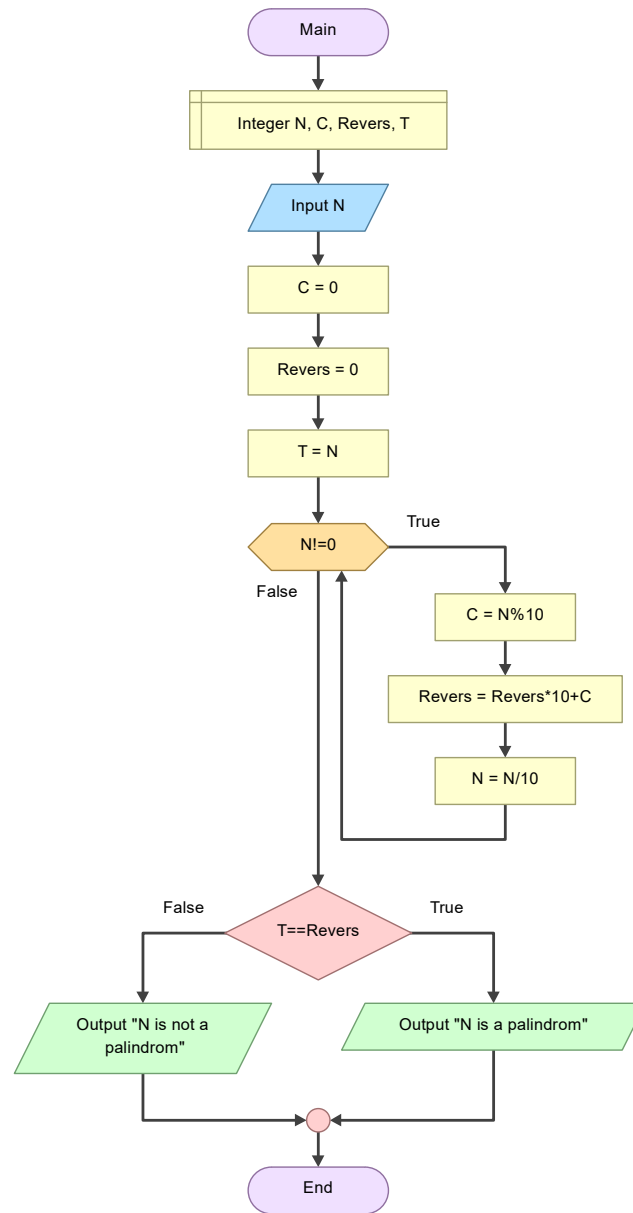 Main
Integer N, C, Revers, T
Input N
C = 0
Revers = 0
T = N
N!=0
True
False
C = N%10
Revers = Revers*10+C
N = N/10
False
True
T==Revers
Output "N is not a
palindrom"
Output "N is a palindrom"
End